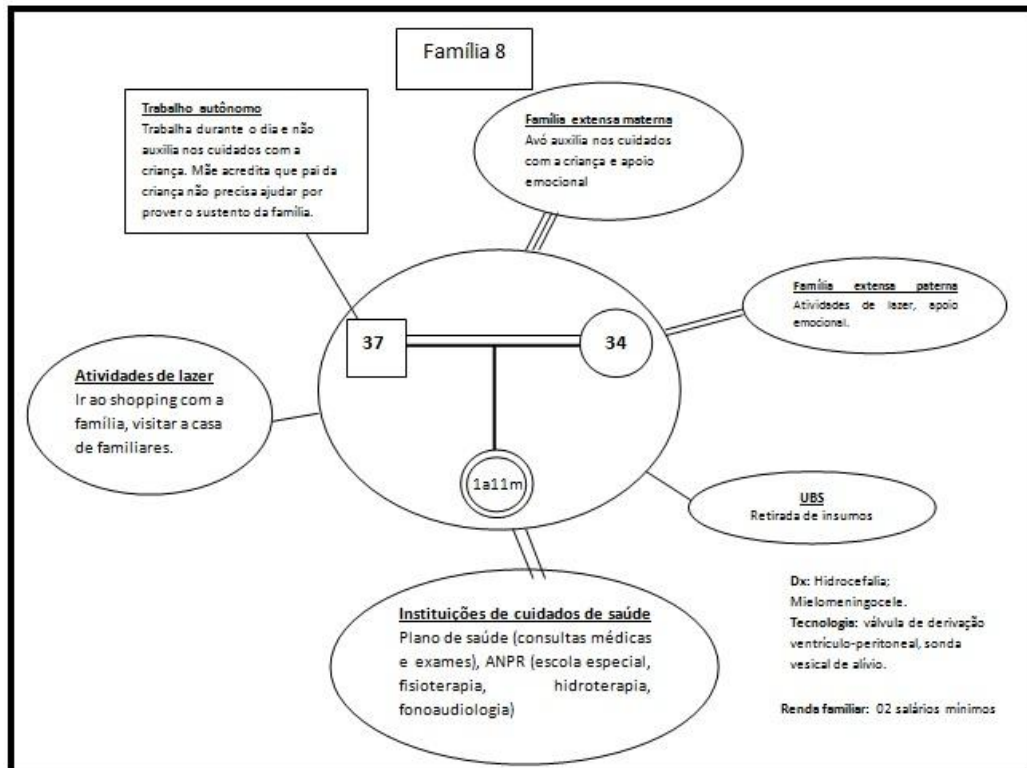 Família 8
Trabalho autônomo
Trabalha durante o dia e não
auxilia nos cuidados com a
criança. Mãe acredita que pai da
criança não precisa ajudar por
prover o sustento da família.
Família extensa materna
Avó auxilia nos cuidados
com a criança e apoio
emocional
Família extensa paterna
Atividades de lazer, apoio
emocional.
37
34
Atividades de lazer
Ir ao shopping com a
família, visitar a casa
de familiares.
1a11m
UBS
Retirada de insumos
Instituições de cuidados de saúde
Plano de saúde (consultas médicas
e exames), ANPR (escola especial,
fisioterapia, hidroterapia,
fonoaudiologia)
Dx: Hidrocefalia;
Mielomeningocele.
Tecnologia: válvula de derivação
ventrículo-peritoneal, sonda
vesical de alívio.
Renda familiar: 02 salários mínimos